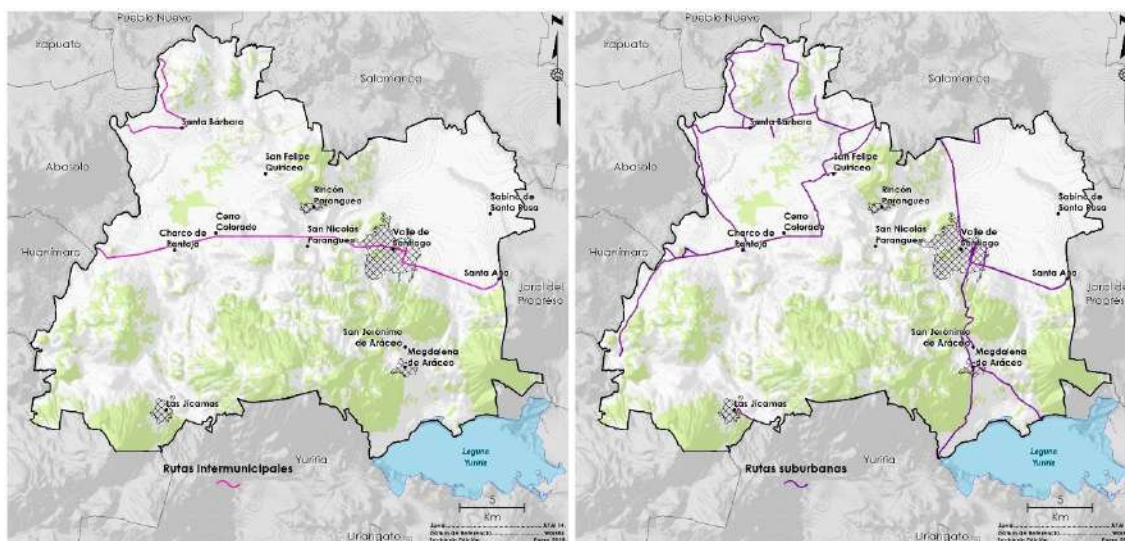 Pueblo Nuevo
Irapuato
Salamanca
Santa Bárbara
Abasolo
San Felipe
Quiriceo
Rincón
Parangueo
Sabino de
Santa Rosa
Cerro
Colorado
Charco de
Pantoja
San Nicolás
Parangueo
Valle de
Santiago
Huanímaro
Santa Ana
Jaral del
Progreso
San Jerónimo
de Aráceo
Magdalena
de Aráceo
Las Jícamas
Yuriria
Laguna
Yuriria
Rutas Intermunicipales
5
Km
Uriangato
Pueblo Nuevo
Irapuato
Salamanca
Santa Bárbara
Abasolo
San Felipe
Quiriceo
Rincón
Parangueo
Sabino de
Santa Rosa
Cerro
Colorado
Charco de
Pantoja
San Nicolás
Parangueo
Valle de
Santiago
Huanímaro
Santa Ana
Jaral del
Progreso
San Jerónimo
de Aráceo
Magdalena
de Aráceo
Las Jícamas
Yuriria
Laguna
Yuriria
Rutas suburbanas
5
Km
Uriangato